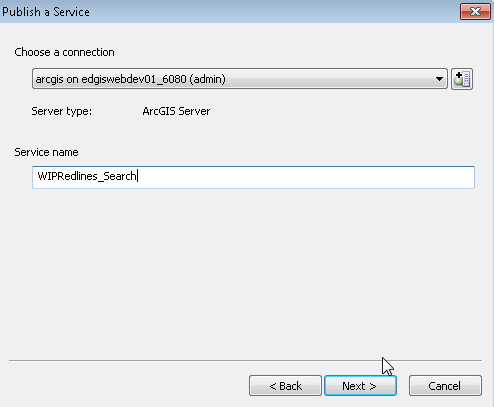 Publish a Service
Choose a connection
arcgis on edgiswebdev01_6080 (admin)
Server type: ArcGIS Server
Service name
WIPRedlines_Search
< Back Next > Cancel